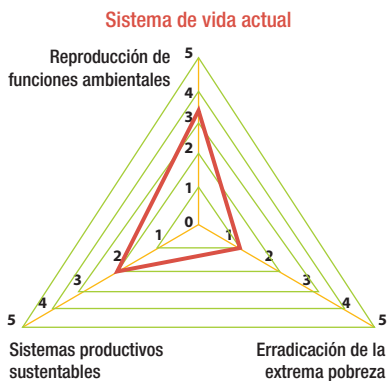 Sistema de vida actual
Reproducción de
funciones ambientales
5
4
3
2
1
0
1
1
2
2
3
3
4
4
5
5
Sistemas productivos
sustentables
Erradicación de la
extrema pobreza